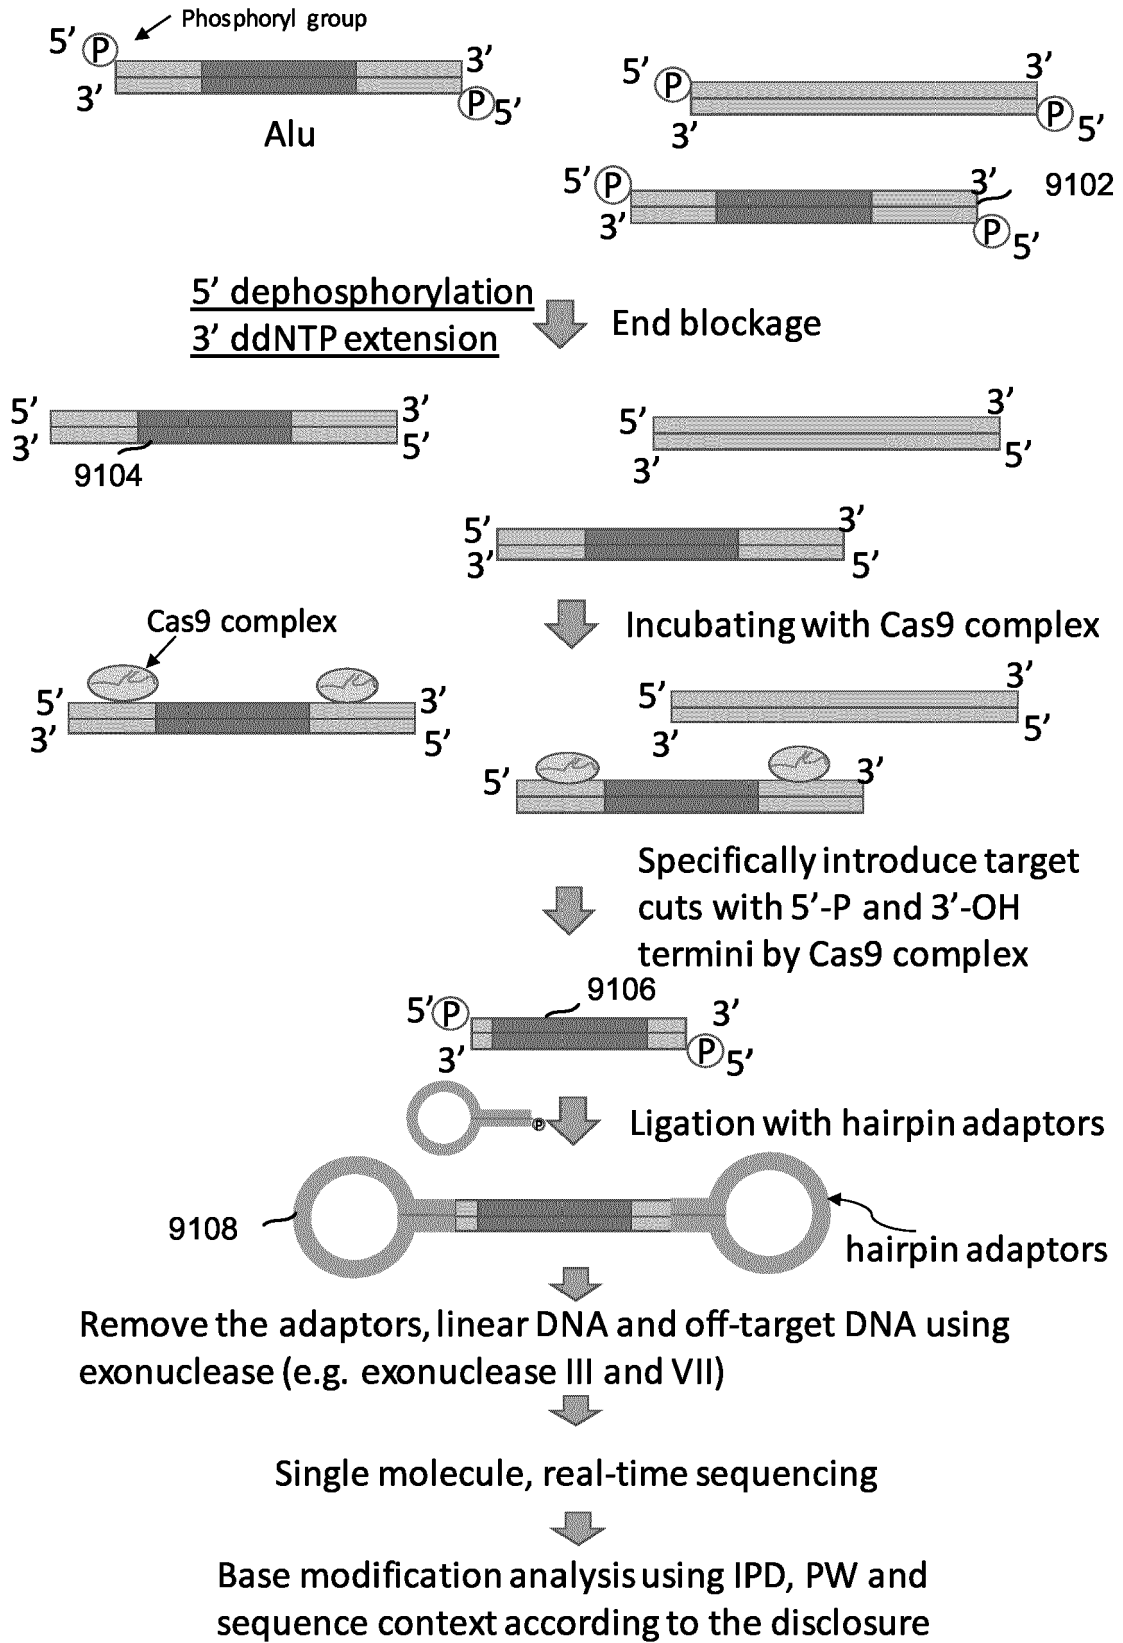 Phosphoryl group
5’ P
3’
3’ P 5’
Alu
5’ P
3’
3’
P 5’
5’ P
3’
3’
P 5’
9102
5’ dephosphorylation
3’ ddNTP extension
End blockage
5’
3’
3’
5’
9104
5’
3’
3’
5’
5’
3’
3’
5’
Incubating with Cas9 complex
Cas9 complex
5’
3’
3’
5’
5’
3’
3’
5’
5’
3’
Specifically introduce target
cuts with 5’-P and 3’-OH
termini by Cas9 complex
9106
5’ P
3’
3’
P 5’
P
Ligation with hairpin adaptors
9108
hairpin adaptors
Remove the adaptors, linear DNA and off-target DNA using
exonuclease (e.g. exonuclease III and VII)
Single molecule, real-time sequencing
Base modification analysis using IPD, PW and
sequence context according to the disclosure